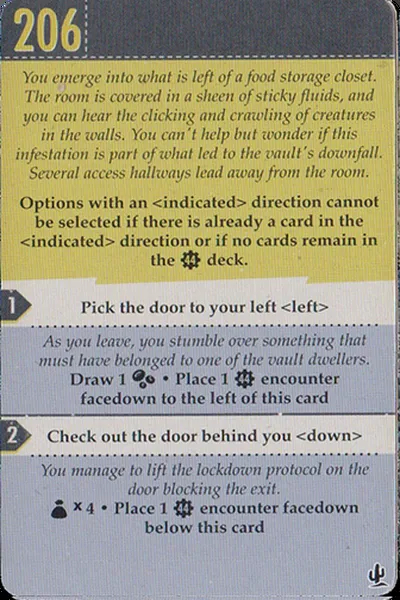 206
You emerge into what is left of a food storage closet.
The room is covered in a sheen of sticky fluids, and
you can hear the clicking and crawling of creatures
in the walls. You can't help but wonder if this
infestation is part of what led to the vault's downfall.
Several access hallways lead away from the room.
Options with an <indicated> direction cannot
be selected if there is already a card in the
<indicated> direction or if no cards remain in
the 44 deck.
1 Pick the door to your left <left>
As you leave, you stumble over something that
must have belonged to one of the vault dwellers.
Draw 1 • Place 1 44 encounter
facedown to the left of this card
2 Check out the door behind you <down>
You manage to lift the lockdown protocol on the
door blocking the exit.
x 4 • Place 1 44 encounter facedown
below this card